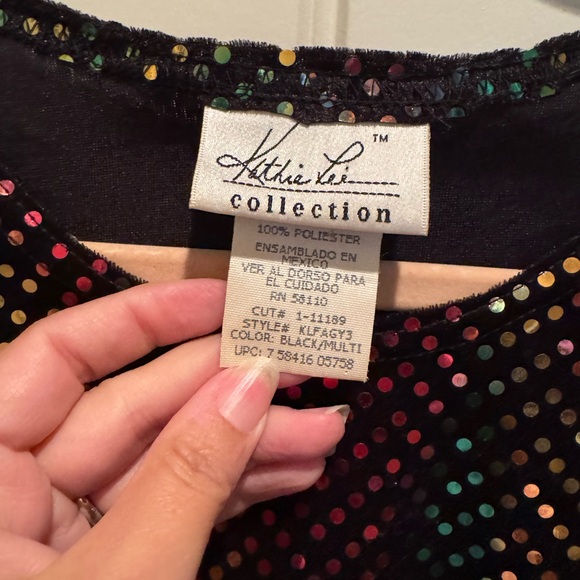 Kathie Lee ™
collection
100% POLIESTER
ENSAMBLADO EN
MEXICO
VER AL DORSO PARA
EL CUIDADO
RN 58110
CUT# 1-11189
STYLE# KLFAGY3
COLOR: BLACK/MULTI
UPC: 7 58416 05758